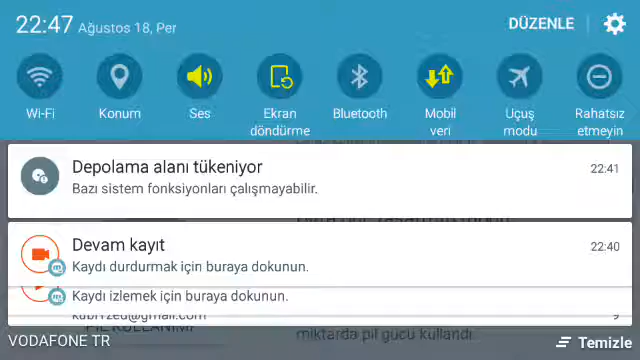 22:47 Ağustos 18, Per
DÜZENLE
Wi-Fi
Konum
Ses
Ekran döndürme
Bluetooth
Mobil veri
Uçuş modu
Rahatsız etmeyin
Depolama alanı tükeniyor 22:41
Bazı sistem fonksiyonları çalışmayabilir.
Devam kayıt 22:40
Kaydı durdurmak için buraya dokunun.
Kaydı izlemek için buraya dokunun.
9
miktarda pil gücü kullandı.
VODAFONE TR
Temizle